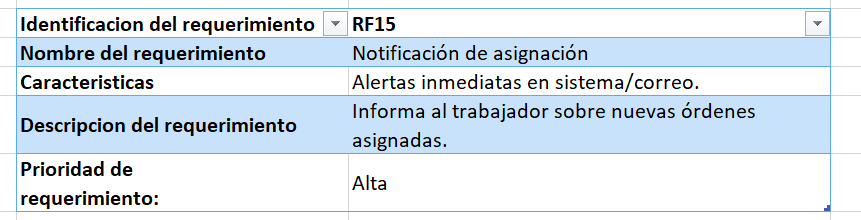 Identificacion del requerimiento RF15
Nombre del requerimiento Notificación de asignación
Caracteristicas Alertas inmediatas en sistema/correo.
Descripcion del requerimiento Informa al trabajador sobre nuevas órdenes
asignadas.
Prioridad de
requerimiento: Alta